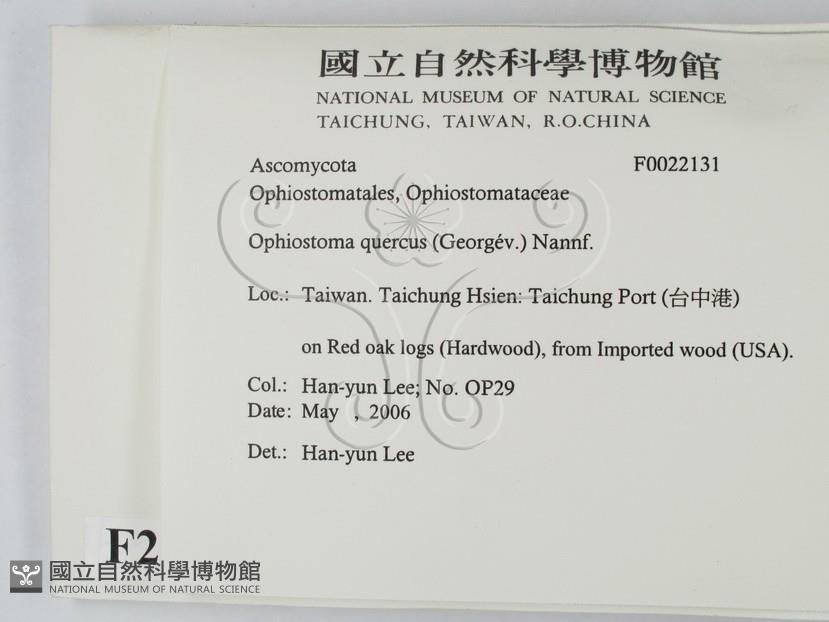 國立自然科學博物館
NATIONAL MUSEUM OF NATURAL SCIENCE
TAICHUNG, TAIWAN, R.O.CHINA
Ascomycota F0022131
Ophiostomatales, Ophiostomataceae
Ophiostoma quercus (Georgév.) Nannf.
Loc.: Taiwan. Taichung Hsien: Taichung Port (台中港)
on Red oak logs (Hardwood), from Imported wood (USA).
Col.: Han-yun Lee; No. OP29
Date: May , 2006
Det.: Han-yun Lee
F2
國立自然科學博物館
NATIONAL MUSEUM OF NATURAL SCIENCE